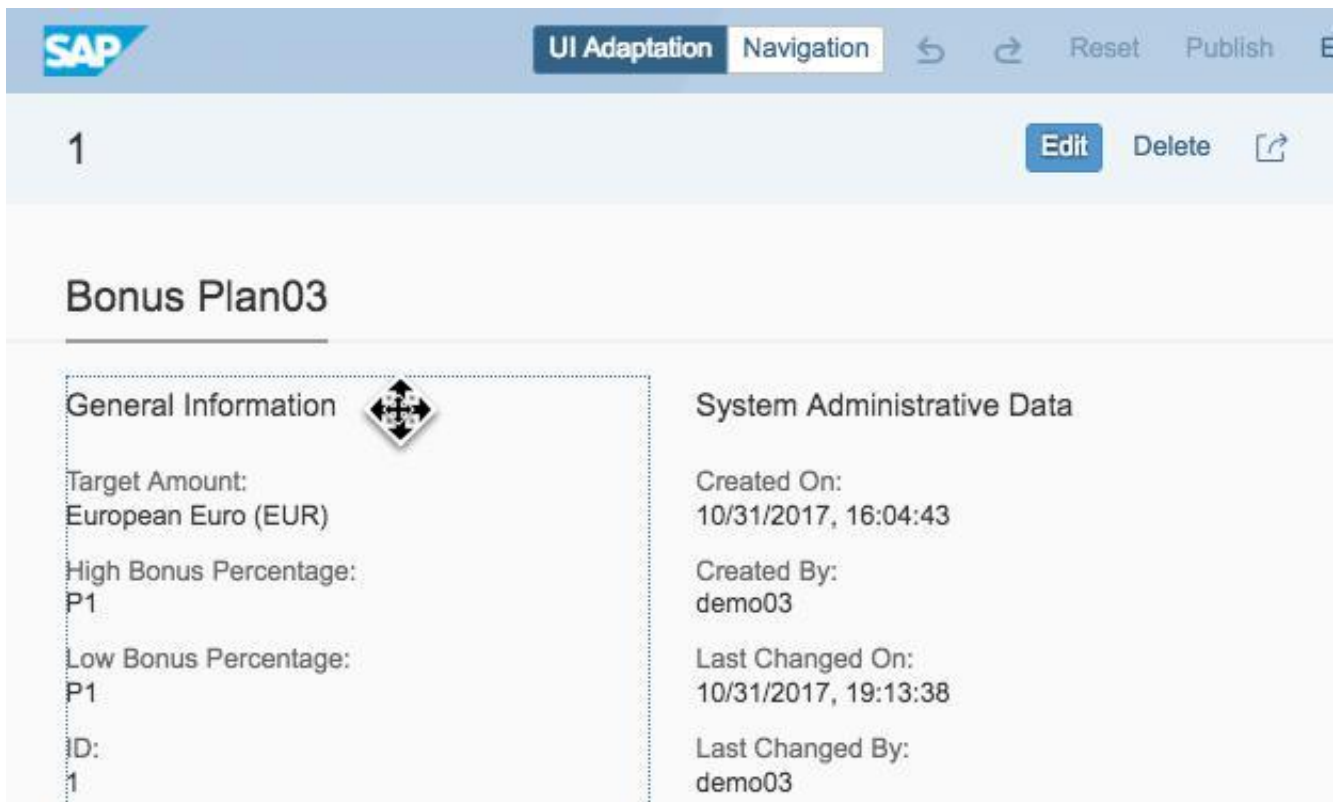 SAP
UI Adaptation Navigation Reset Publish E
1
Edit Delete
Bonus Plan03
General Information
Target Amount:
European Euro (EUR)
High Bonus Percentage:
P1
Low Bonus Percentage:
P1
ID:
1
System Administrative Data
Created On:
10/31/2017, 16:04:43
Created By:
demo03
Last Changed On:
10/31/2017, 19:13:38
Last Changed By:
demo03